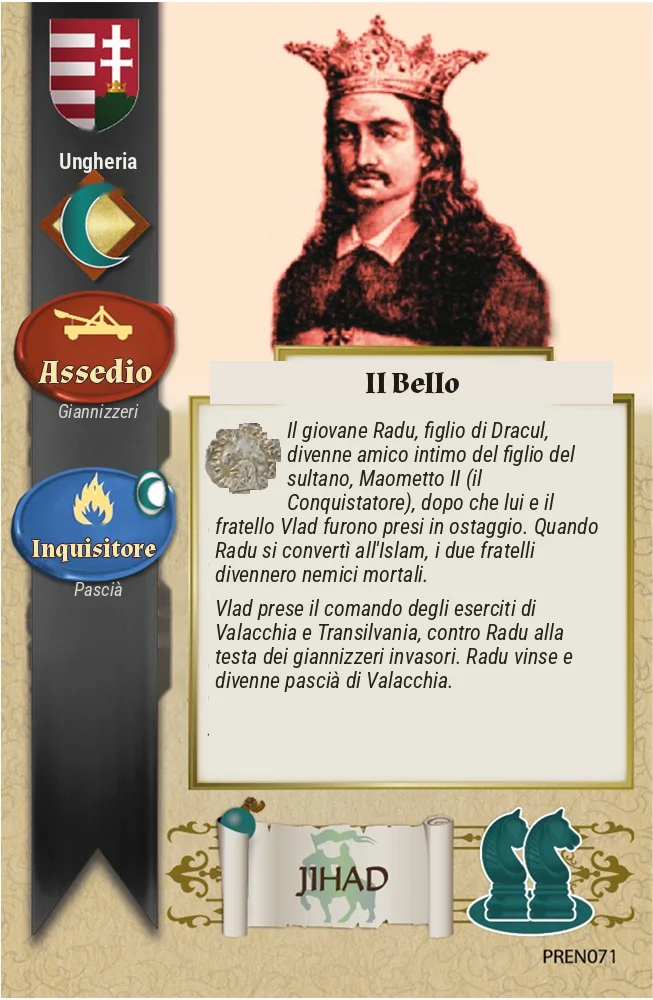 Ungheria
Assedio
Giannizzeri
Inquisitore
Pascià
Il Bello
Il giovane Radu, figlio di Dracul,
divenne amico intimo del figlio del
sultano, Maometto II (il
Conquistatore), dopo che lui e il
fratello Vlad furono presi in ostaggio. Quando
Radu si convertì all'Islam, i due fratelli
divennero nemici mortali.
Vlad prese il comando degli eserciti di
Valacchia e Transilvania, contro Radu alla
testa dei giannizzeri invasori. Radu vinse e
divenne pascià di Valacchia.
JIHAD
PREN071